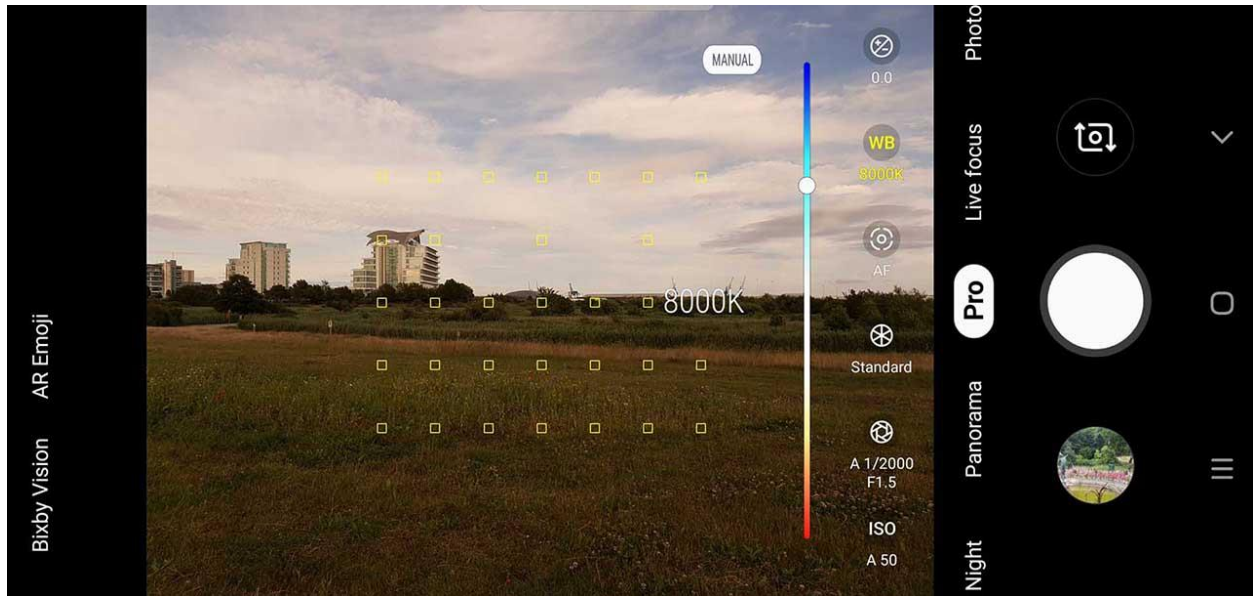 MANUAL
0.0
WB
8000K
AF
8000K
Standard
A 1/2000
F1.5
ISO
A 50
Photo
Live focus
Pro
Panorama
Night
AR Emoji
Bixby Vision